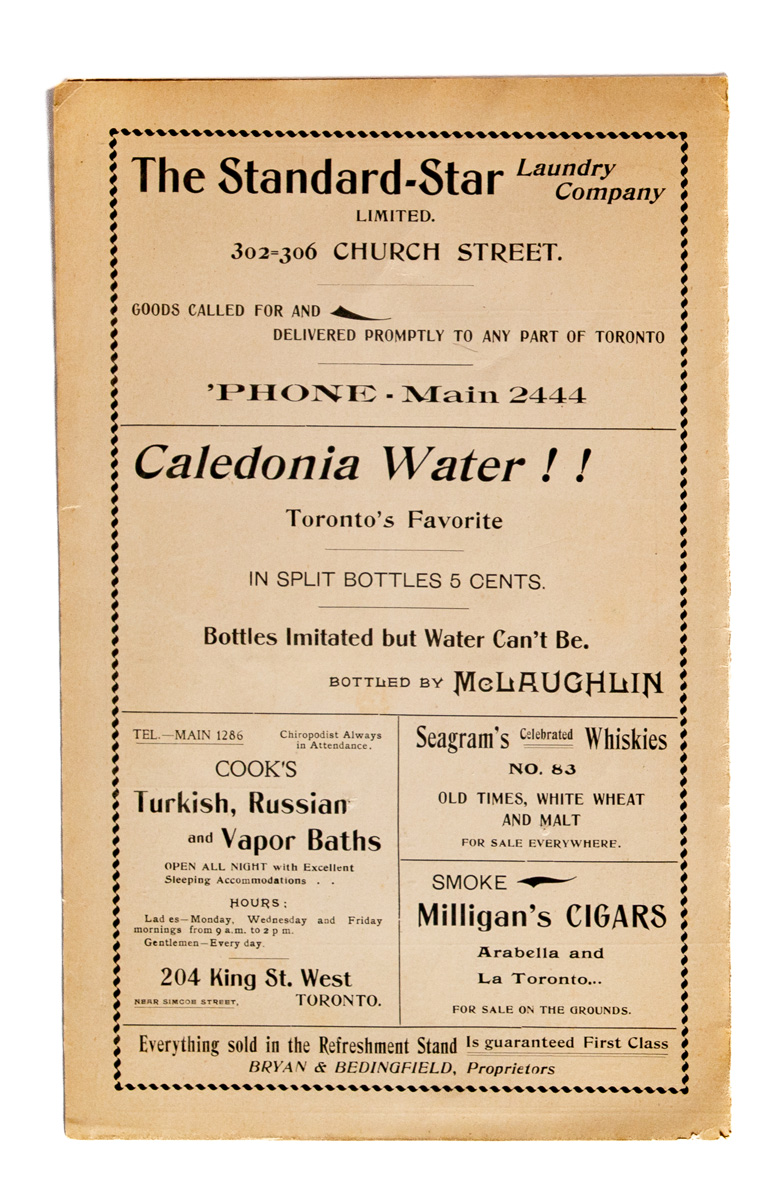 The Standard-Star Laundry Company
LIMITED.
302=306 CHURCH STREET.
GOODS CALLED FOR AND
DELIVERED PROMPTLY TO ANY PART OF TORONTO
'PHONE - Main 2444
Caledonia Water ! !
Toronto's Favorite
IN SPLIT BOTTLES 5 CENTS.
Bottles Imitated but Water Can't Be.
BOTTLED BY McLAUGHLIN
TEL.—MAIN 1286
Chiropodist Always
in Attendance.
COOK'S
Turkish, Russian
and Vapor Baths
OPEN ALL NIGHT with Excellent
Sleeping Accommodations . .
HOURS:
Lad es—Monday, Wednesday and Friday
mornings from 9 a.m. to 2 p m.
Gentlemen—Every day.
204 King St. West
NEAR SIMCOE STREET, TORONTO.
Seagram's Celebrated Whiskies
NO. 83
OLD TIMES, WHITE WHEAT
AND MALT
FOR SALE EVERYWHERE.
SMOKE
Milligan's CIGARS
Arabella and
La Toronto...
FOR SALE ON THE GROUNDS.
Everything sold in the Refreshment Stand Is guaranteed First Class
BRYAN & BEDINGFIELD, Proprietors